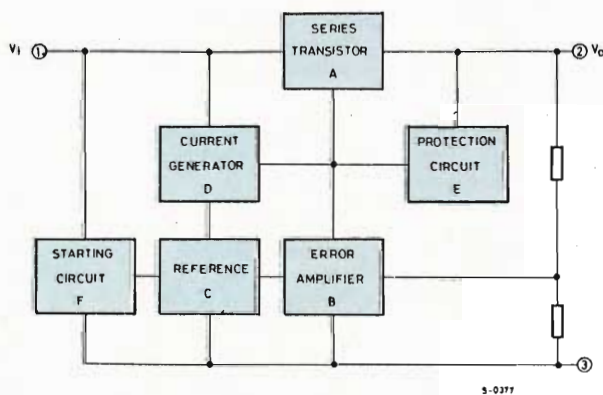 SERIES
TRANSISTOR
A
Vi ①
② Vo
CURRENT
GENERATOR
D
PROTECTION
CIRCUIT
E
STARTING
CIRCUIT
F
REFERENCE
C
ERROR
AMPLIFIER
B
③
S-0377